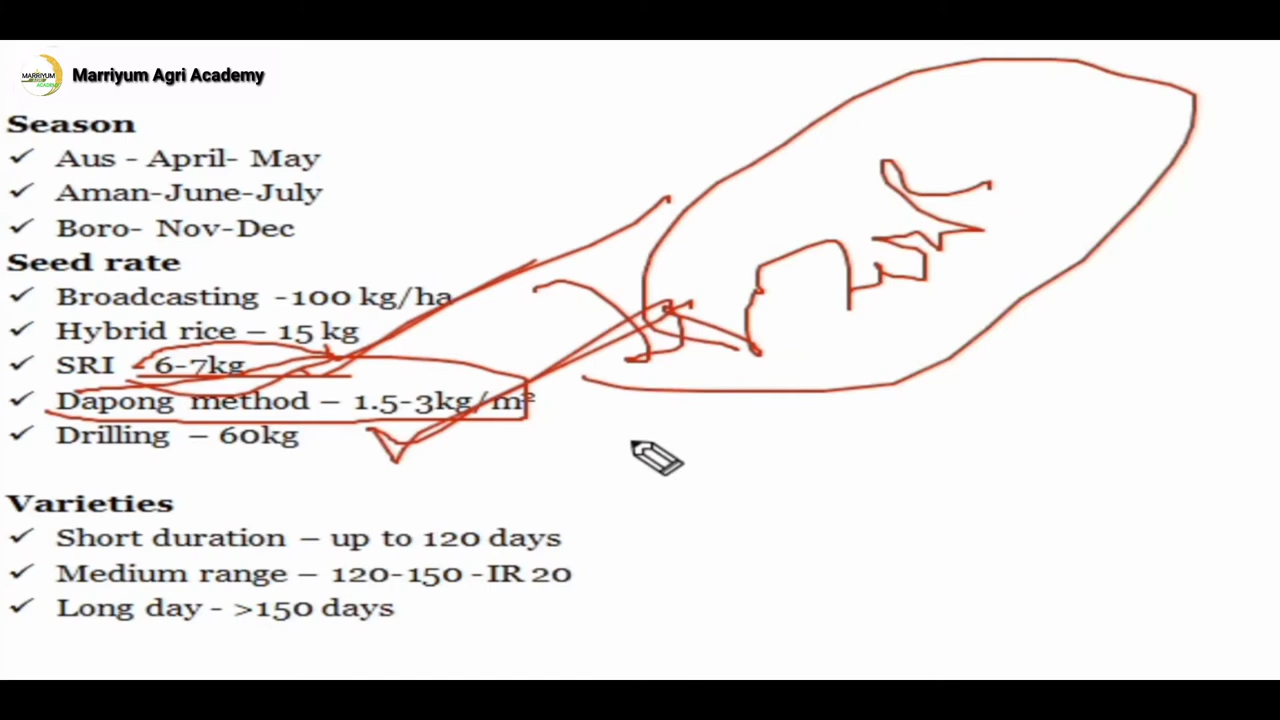 MARRIYUM
ACADEMY
Marriyum Agri Academy
Season
✓ Aus - April- May
✓ Aman-June-July
✓ Boro- Nov-Dec
Seed rate
✓ Broadcasting -100 kg/ha
✓ Hybrid rice – 15 kg
✓ SRI - 6-7kg
✓ Dapong method – 1.5-3kg/m²
✓ Drilling – 60kg
Varieties
✓ Short duration – up to 120 days
✓ Medium range – 120-150 -IR 20
✓ Long day - >150 days